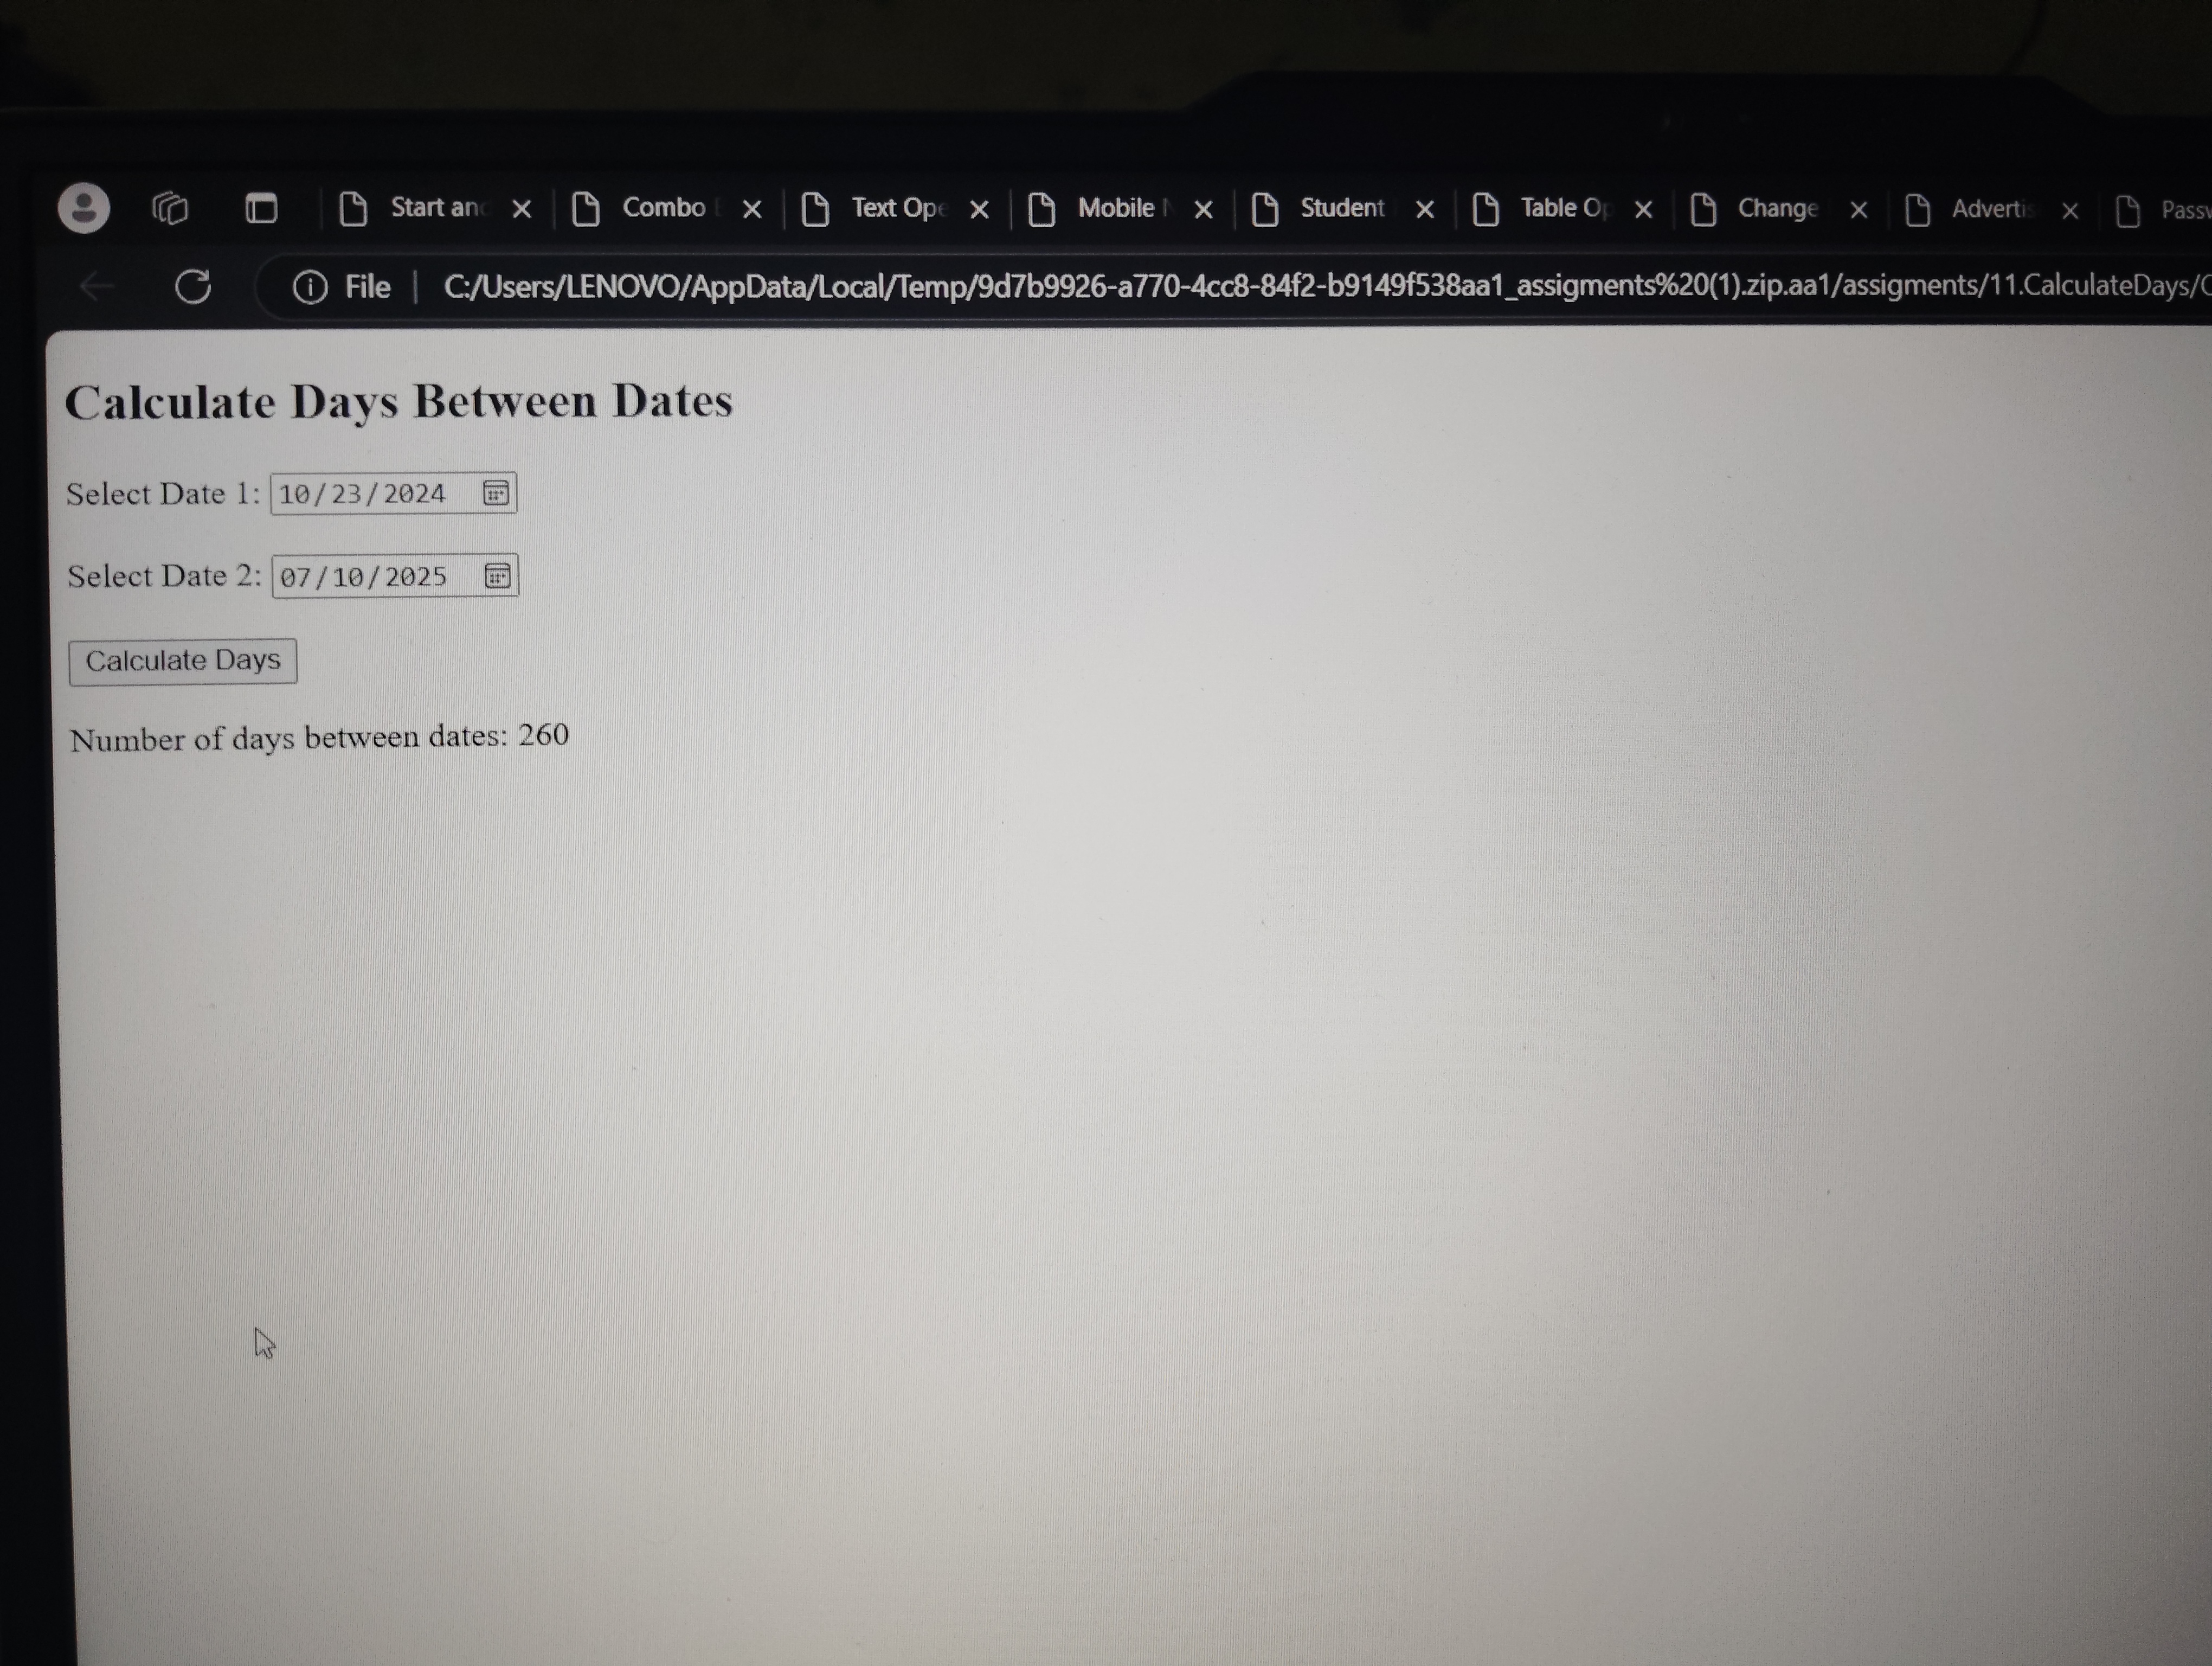 Start an
Combo
Text Ope
Mobile
Student
Table Op
Change
Adverti
Passv
File | C:/Users/LENOVO/AppData/Local/Temp/9d7b9926-a770-4cc8-84f2-b9149f538aa1_assigments%20(1).zip.aa1/assigments/11.CalculateDays/C
Calculate Days Between Dates
Select Date 1: 10/23/2024
Select Date 2: 07/10/2025
Calculate Days
Number of days between dates: 260